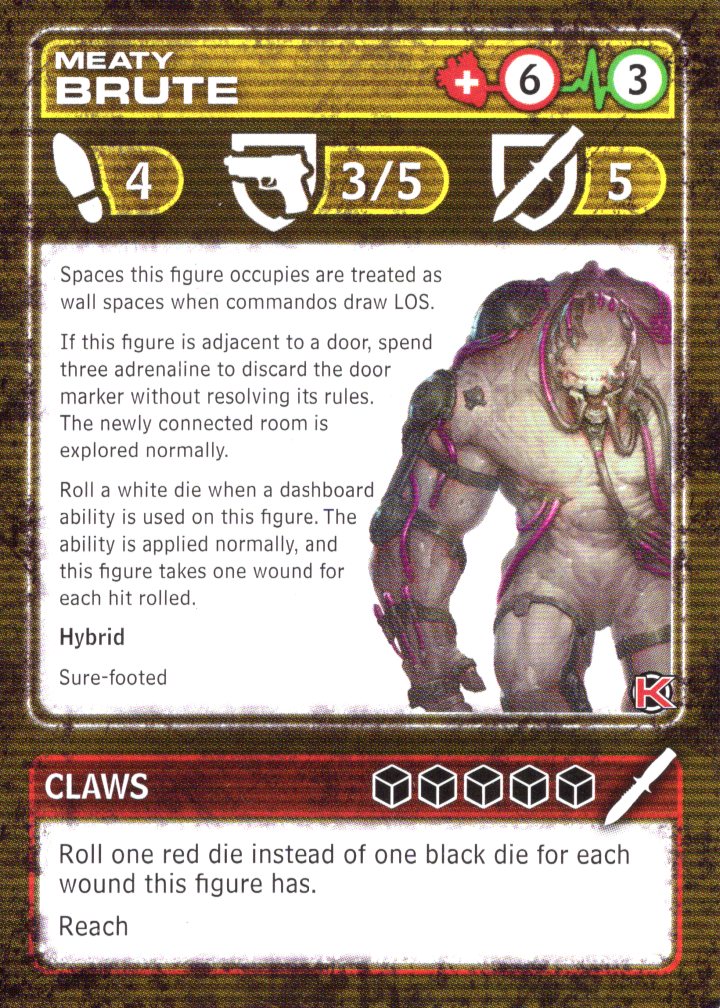 MEATY
BRUTE
6 3
4 3/5 5
Spaces this figure occupies are treated as
wall spaces when commandos draw LOS.
If this figure is adjacent to a door, spend
three adrenaline to discard the door
marker without resolving its rules.
The newly connected room is
explored normally.
Roll a white die when a dashboard
ability is used on this figure. The
ability is applied normally, and
this figure takes one wound for
each hit rolled.
Hybrid
Sure-footed
K
CLAWS
Roll one red die instead of one black die for each
wound this figure has.
Reach